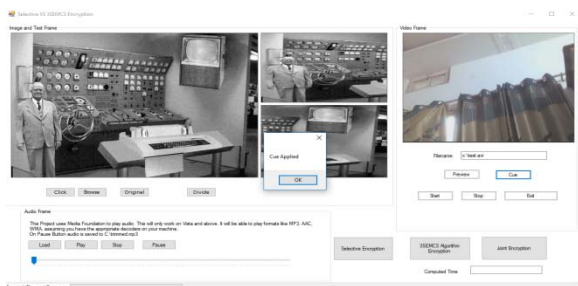 Selective VS 3SEMCS Encryption
Image and Text Frame
Video Frame
Cue Applied
OK
Click
Browse
Original
Divide
Filename
Preview
Cue
Start
Stop
Exit
Audio Frame
This Project uses Media Foundation to play audio. This will only work on Vista and above. It will be able to play formats like MP3, AAC,
WMA, assuming you have the appropriate decoders on your machine.
On Pause Button audio is saved to C:\trimmed.mp3
Load
Play
Stop
Pause
Selective Encryption
3SEMCS Algorithm
Encryption
Joint Encryption
Computed Time